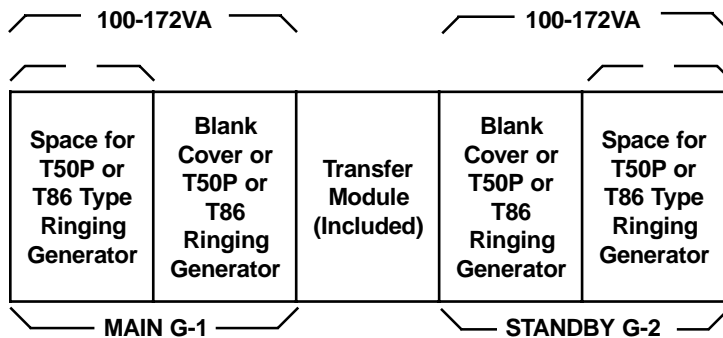 100-172VA
100-172VA
Space for
T50P or
T86 Type
Ringing
Generator
Blank
Cover or
T50P or
T86
Ringing
Generator
Transfer
Module
(Included)
Blank
Cover or
T50P or
T86
Ringing
Generator
Space for
T50P or
T86 Type
Ringing
Generator
MAIN G-1
STANDBY G-2